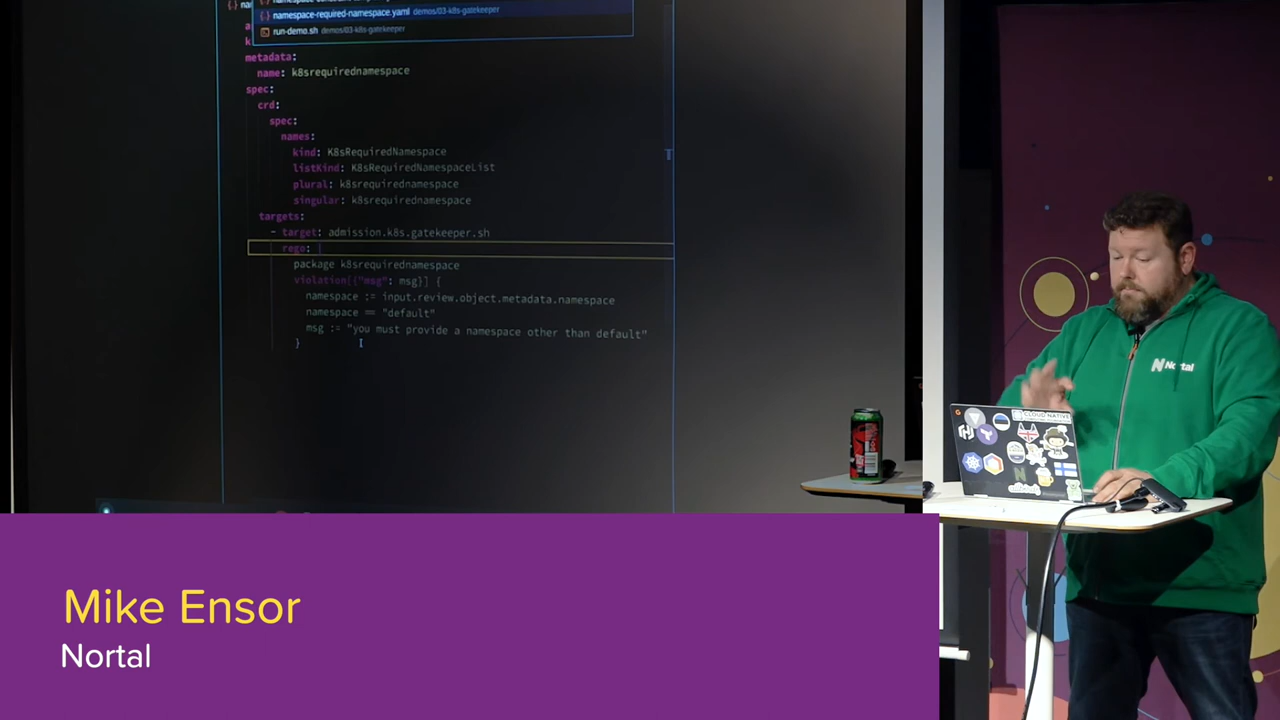 namespace-required-namespace.yaml demos/03-k8s-gatekeeper
run-demo.sh demos/03-k8s-gatekeeper
metadata:
name: k8srequirednamespace
spec:
crd:
spec:
names:
kind: K8sRequiredNamespace
listKind: K8sRequiredNamespaceList
plural: k8srequirednamespace
singular: k8srequirednamespace
targets:
- target: admission.k8s.gatekeeper.sh
rego: |
package k8srequirednamespace
violation[{"msg": msg}] {
namespace := input.review.object.metadata.namespace
namespace == "default"
msg := "you must provide a namespace other than default"
}
Nortal
CLOUD NATIVE
Mike Ensor
Nortal